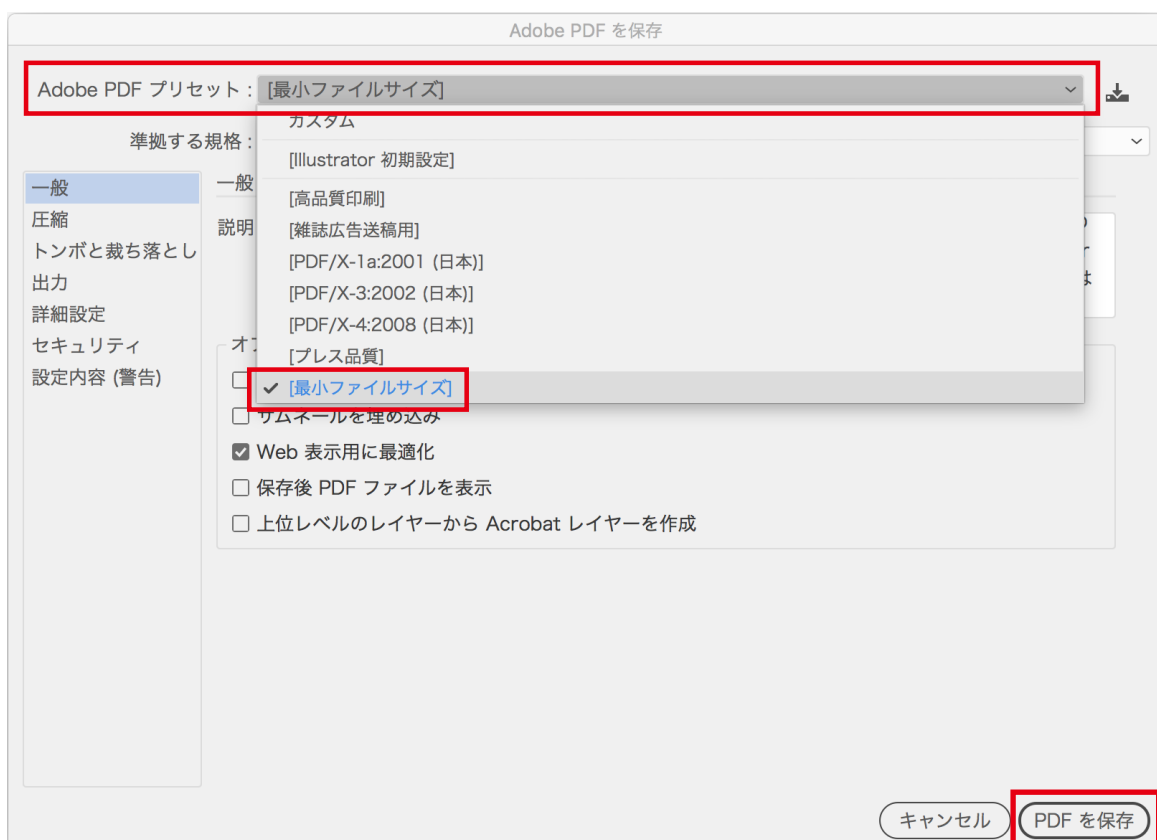 Adobe PDF を保存
Adobe PDF プリセット : [最小ファイルサイズ]
カスタム
準拠する規格 :
[Illustrator 初期設定]
一般
圧縮
トンボと裁ち落とし
出力
詳細設定
セキュリティ
設定内容 (警告)
一般
説明
[高品質印刷]
[雑誌広告送稿用]
[PDF/X-1a:2001 (日本)]
[PDF/X-3:2002 (日本)]
[PDF/X-4:2008 (日本)]
[プレス品質]
[最小ファイルサイズ]
サムネールを埋め込み
Web 表示用に最適化
保存後 PDF ファイルを表示
上位レベルのレイヤーから Acrobat レイヤーを作成
キャンセル
PDF を保存